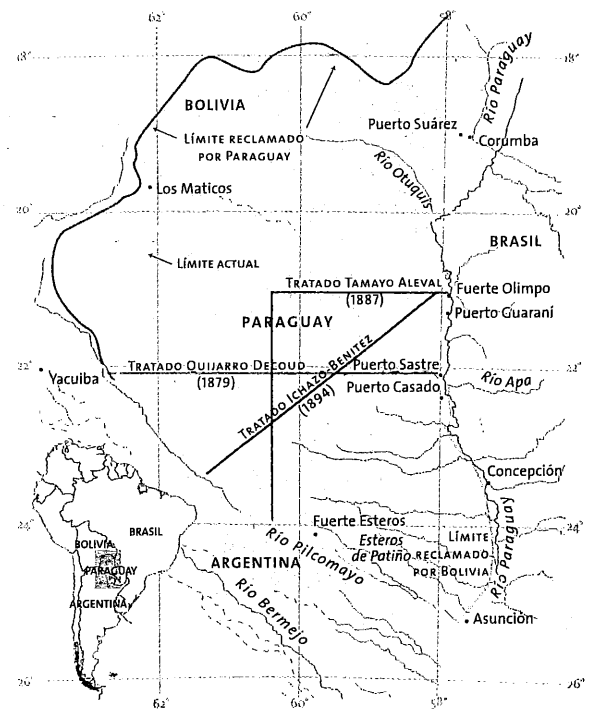 62°
60°
58°
18°
18°
BOLIVIA
LÍMITE RECLAMADO
POR PARAGUAY
Río Paraguay
Puerto Suárez
Corumba
Río Otuquis
Los Maticos
20°
20°
BRASIL
LÍMITE ACTUAL
TRATADO TAMAYO ALEVAL
(1887)
Fuerte Olimpo
PARAGUAY
Puerto Guaraní
TRATADO QUIJARRO DECOUD
(1879)
TRATADO ICHAZO-BENITEZ
(1894)
Puerto Sastre
22°
22°
Yacuiba
Puerto Casado
Río Apa
Concepción
24°
24°
BRASIL
BOLIVIA
PARAGUAY
ARGENTINA
Fuerte Esteros
Esteros
de Patiño
LÍMITE
RECLAMADO
POR BOLIVIA
Río Pilcomayo
ARGENTINA
Río Paraguay
Río Bermejo
Asunción
26°
26°
62°
60°
58°